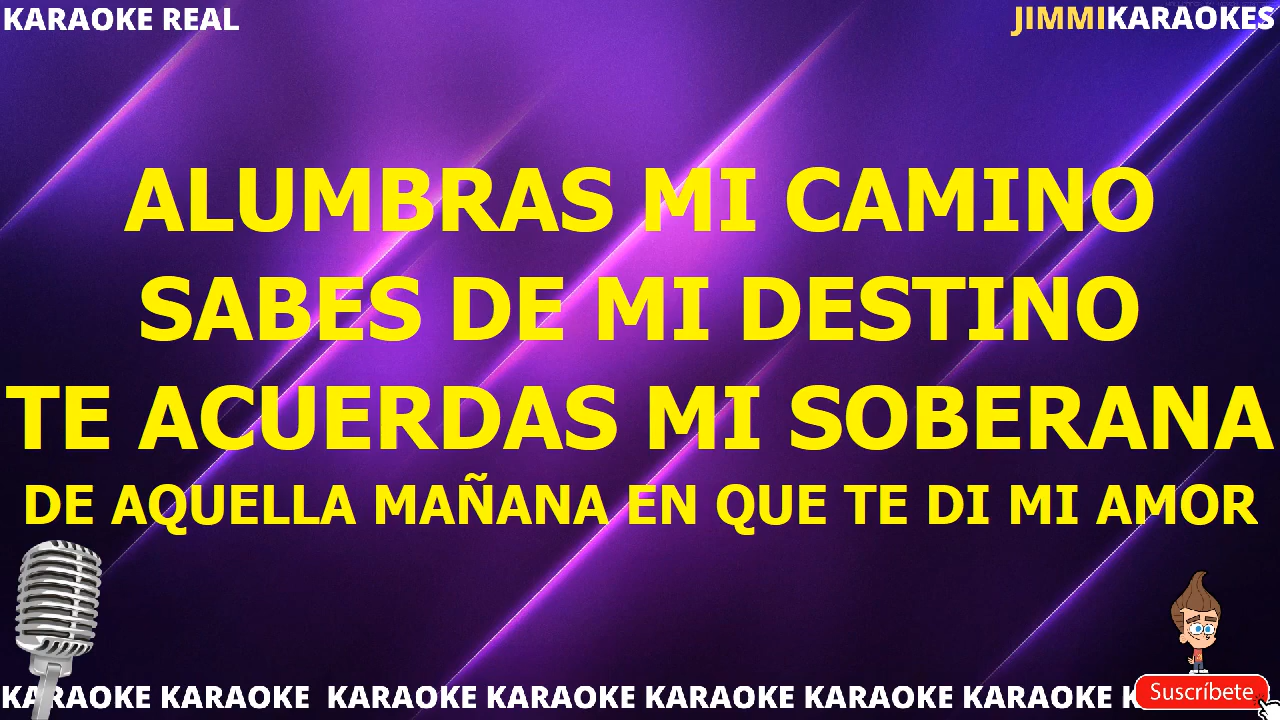 KARAOKE REAL
JIMMIKARAOKES
ALUMBRAS MI CAMINO
SABES DE MI DESTINO
TE ACUERDAS MI SOBERANA
DE AQUELLA MAÑANA EN QUE TE DI MI AMOR
KARAOKE KARAOKE KARAOKE KARAOKE KARAOKE KARAOKE KARAOKE
Suscríbete